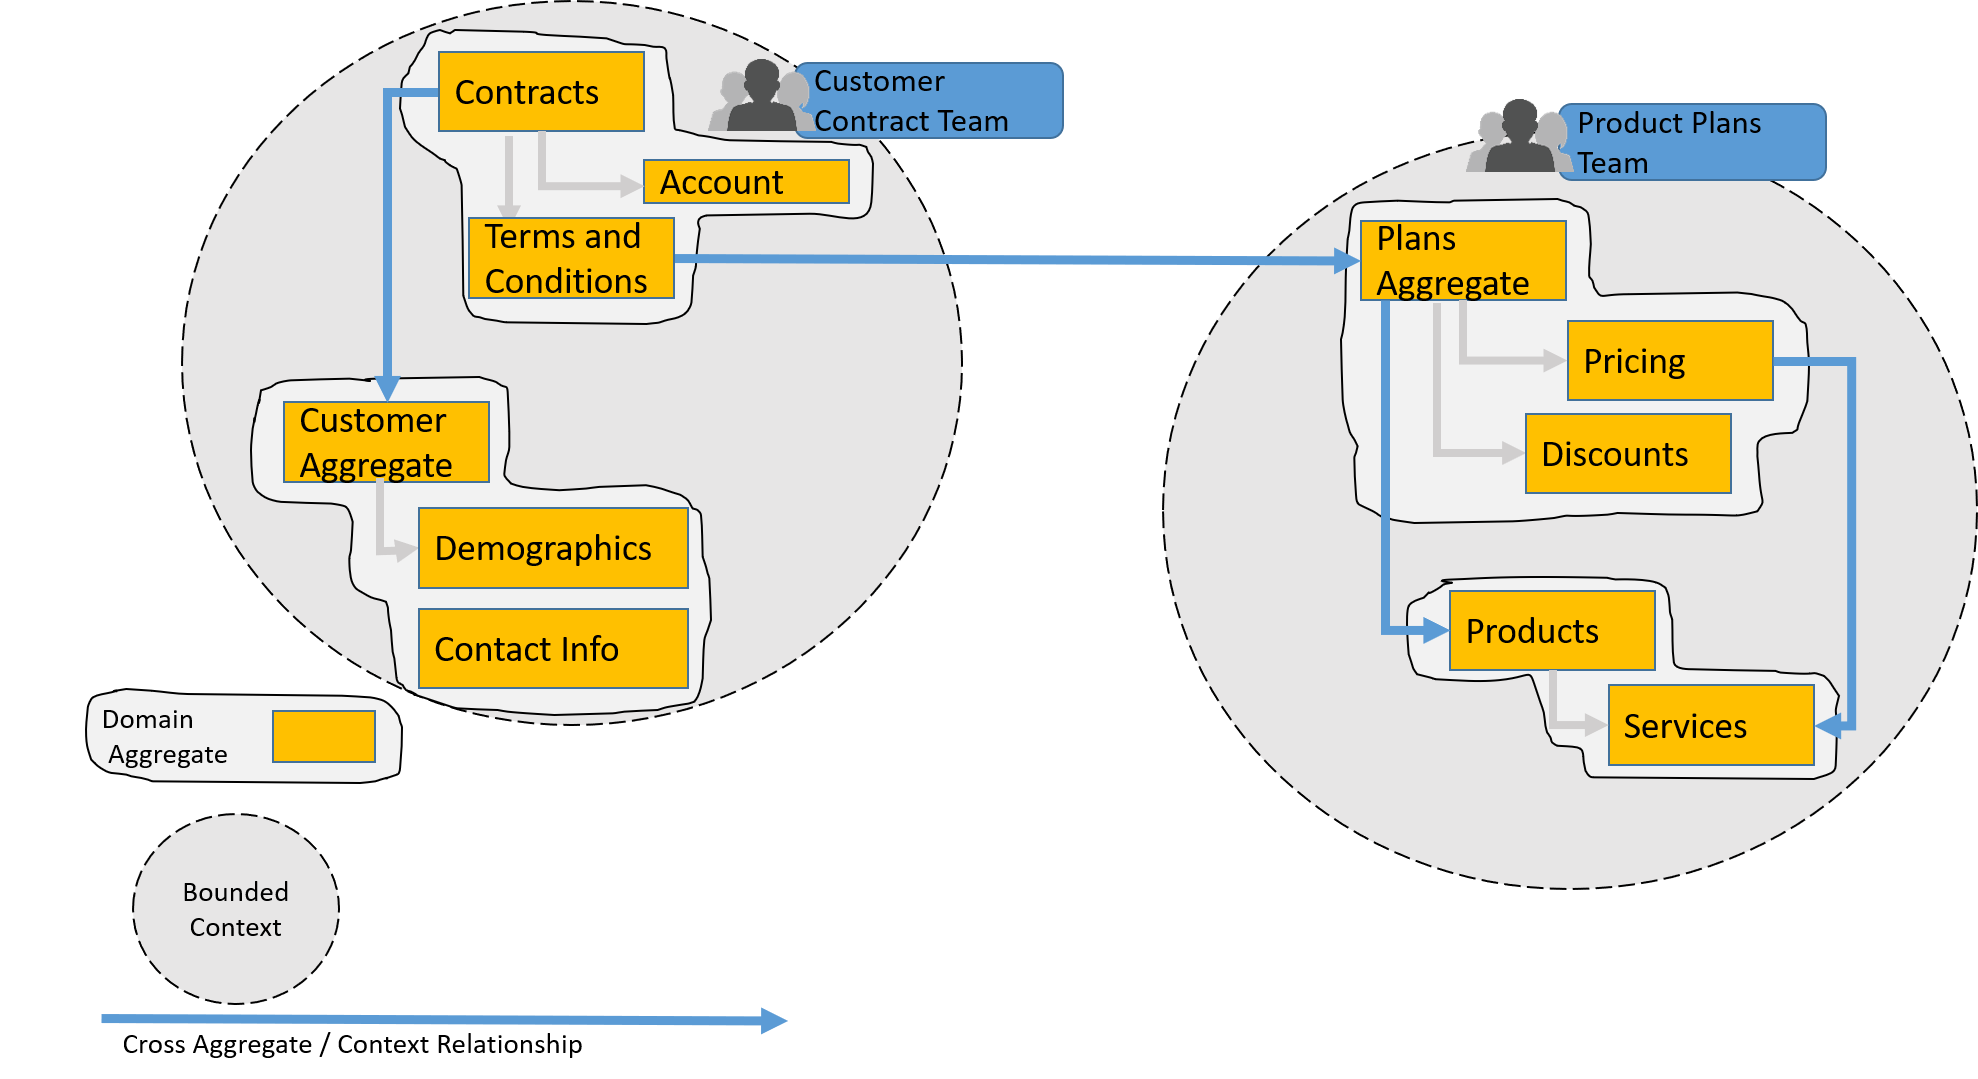 Contracts
Customer
Contract Team
Account
Terms and
Conditions
Customer
Aggregate
Demographics
Contact Info
Product Plans
Team
Plans
Aggregate
Pricing
Discounts
Products
Services
Domain
Aggregate
Bounded
Context
Cross Aggregate / Context Relationship